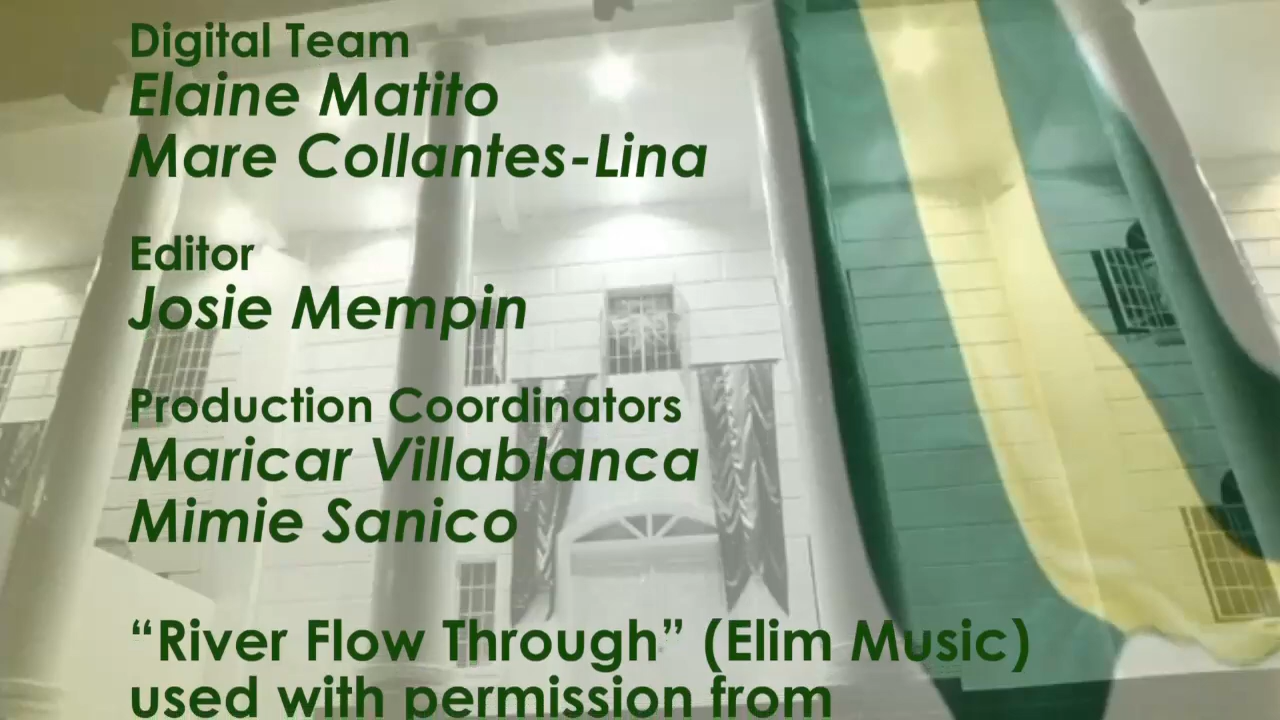 Digital Team
Elaine Matito
Mare Collantes-Lina
Editor
Josie Mempin
Production Coordinators
Maricar Villablanca
Mimie Sanico
“River Flow Through” (Elim Music)
used with permission from